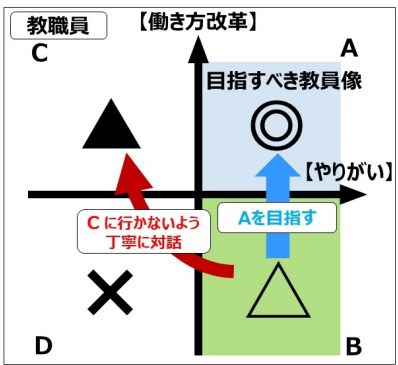 教職員
【働き方改革】
C
A
目指すべき教員像
【やりがい】
Cに行かないよう
丁寧に対話
Aを目指す
D
B